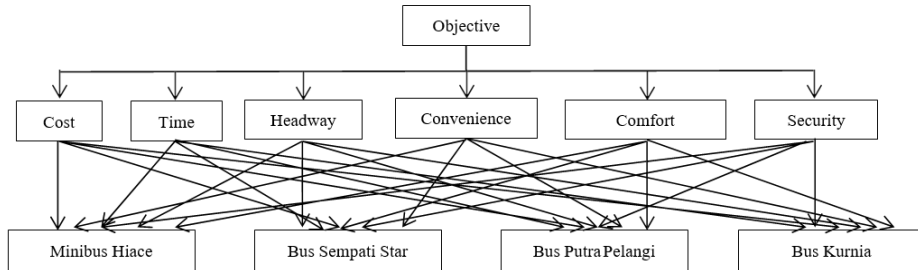 Objective
Cost
Time
Headway
Convenience
Comfort
Security
Minibus Hiace
Bus Sempati Star
Bus Putra Pelangi
Bus Kurnia